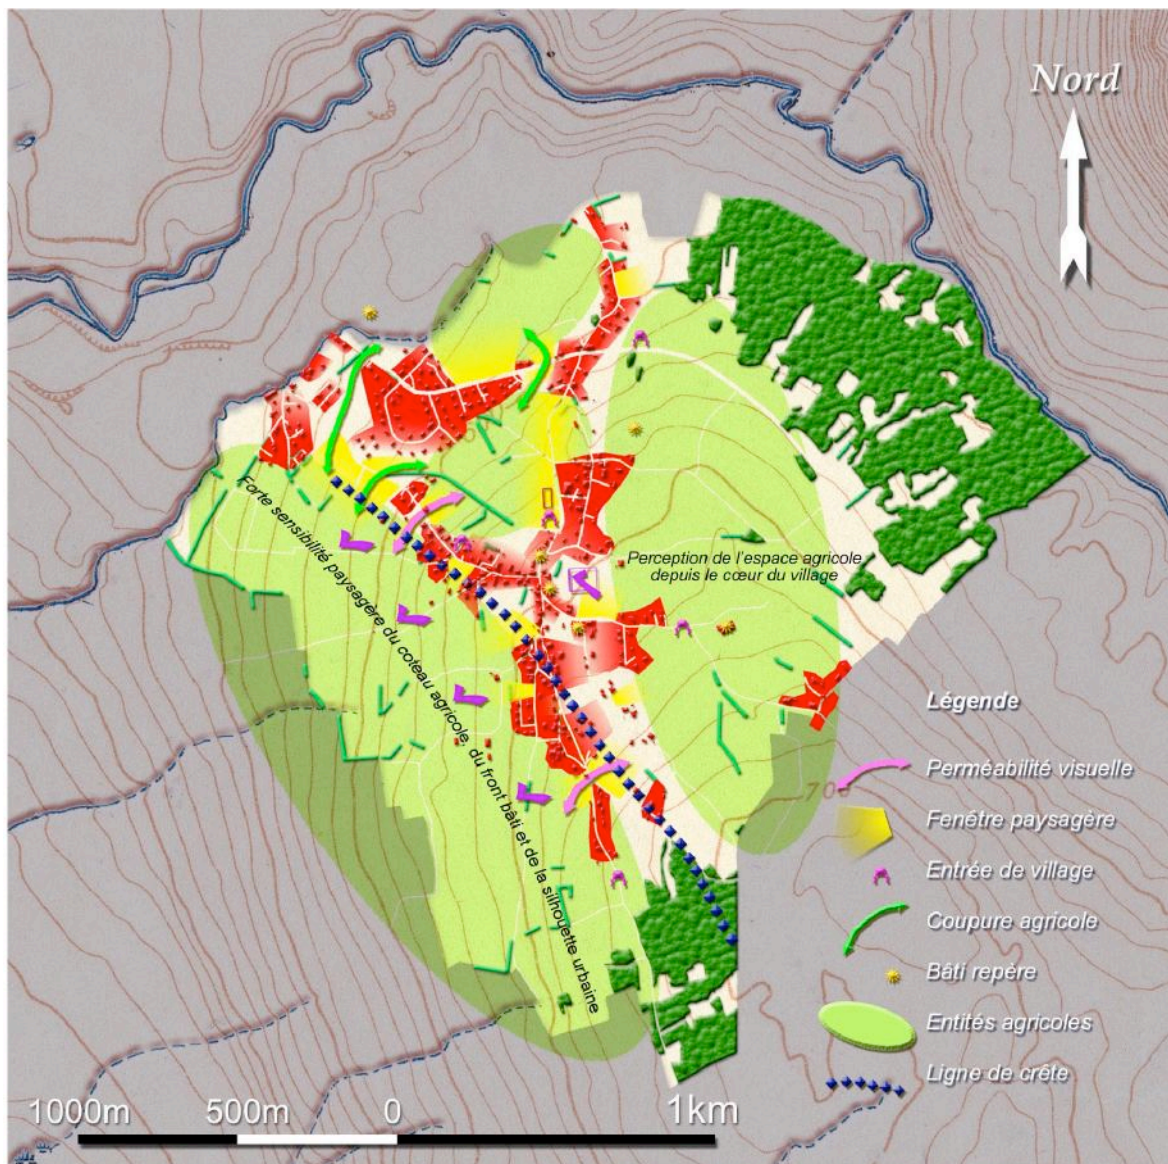 Nord
Forte sensibilité paysagère du coteau agricole, du front bâti et de la silhouette urbaine
Perception de l'espace agricole
depuis le cœur du village
Légende
Perméabilité visuelle
Fenêtre paysagère
Entrée de village
Coupure agricole
Bâti repère
Entités agricoles
Ligne de crête
1000m 500m 0 1km